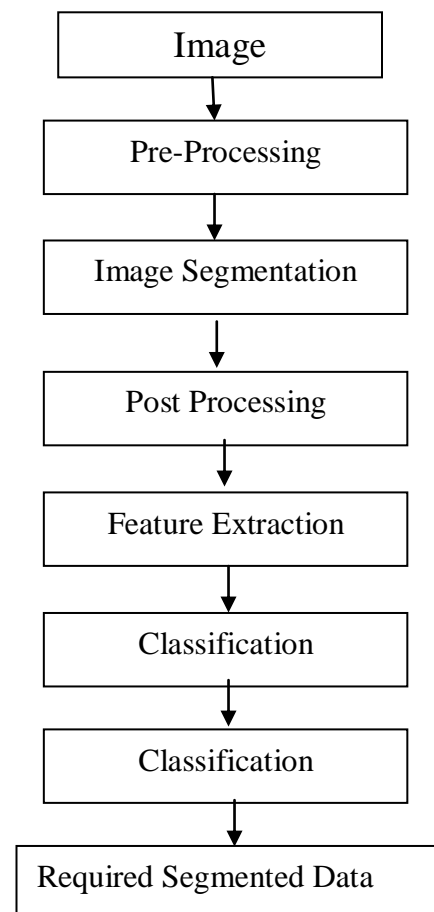 Image
Pre-Processing
Image Segmentation
Post Processing
Feature Extraction
Classification
Classification
Required Segmented Data